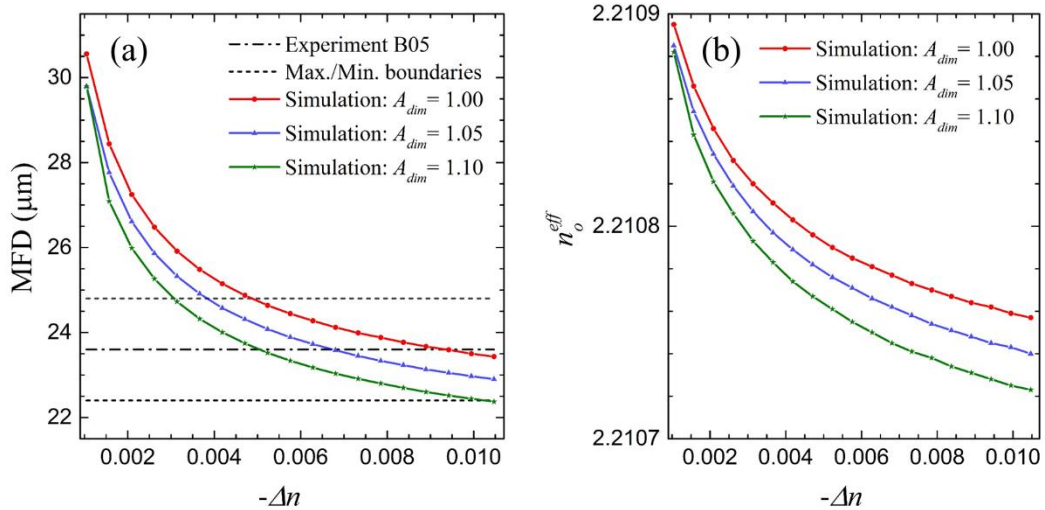 (a)
Experiment B05
Max./Min. boundaries
Simulation: A_dim = 1.00
Simulation: A_dim = 1.05
Simulation: A_dim = 1.10
MFD (μm)
30
28
26
24
22
0.002 0.004 0.006 0.008 0.010
-Δn
(b)
Simulation: A_dim = 1.00
Simulation: A_dim = 1.05
Simulation: A_dim = 1.10
n_o^eff
2.2109
2.2108
2.2107
0.002 0.004 0.006 0.008 0.010
-Δn